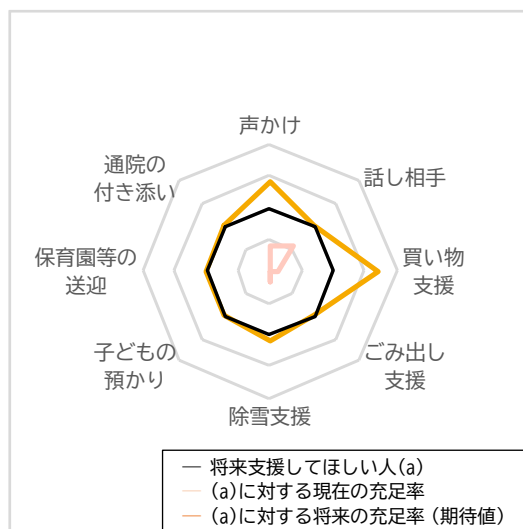 声かけ
通院の
付き添い
話し相手
保育園等の
送迎
買い物
支援
子どもの
預かり
ごみ出し
支援
除雪支援
将来支援してほしい人(a)
(a)に対する現在の充足率
(a)に対する将来の充足率 (期待値)